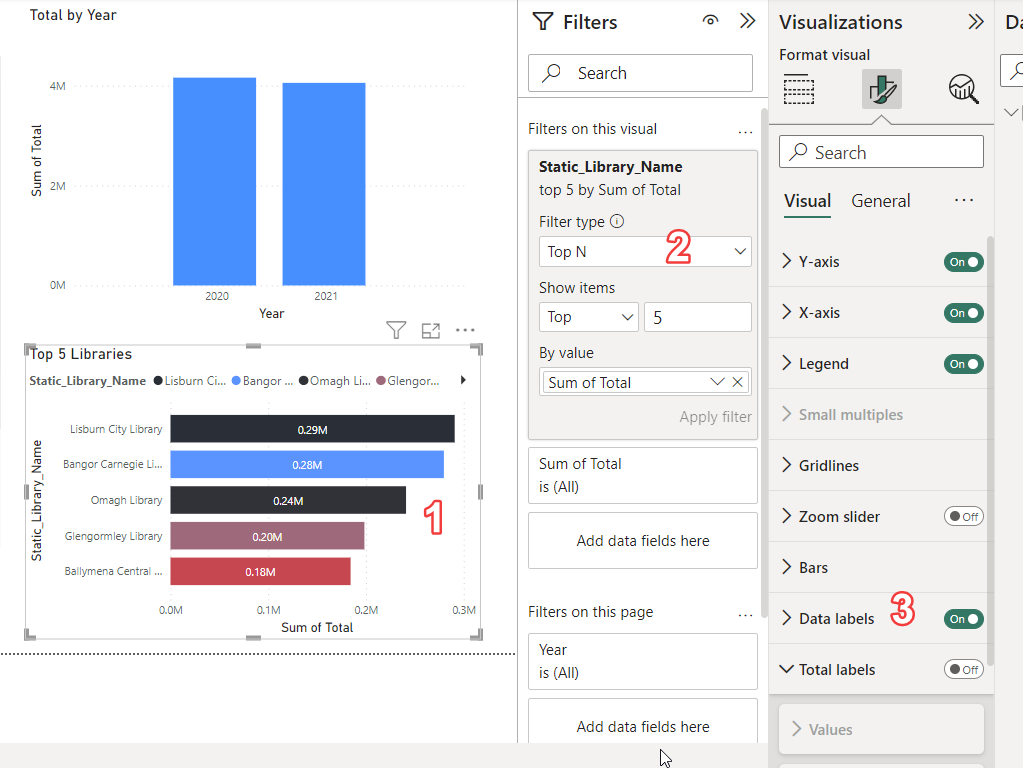 Total by Year
4M
2M
0M
Sum of Total
2020 2021
Year
Top 5 Libraries
Static_Library_Name Lisburn Ci... Bangor ... Omagh Li... Glengor...
Static_Library_Name
Lisburn City Library 0.29M
Bangor Carnegie Li... 0.28M
Omagh Library 0.24M
Glengormley Library 0.20M
Ballymena Central ... 0.18M
1
0.0M 0.1M 0.2M 0.3M
Sum of Total
Filters
Search
Filters on this visual ...
Static_Library_Name
top 5 by Sum of Total
Filter type
Top N
2
Show items
Top 5
By value
Sum of Total
Apply filter
Sum of Total
is (All)
Add data fields here
Filters on this page ...
Year
is (All)
Add data fields here
Visualizations
Format visual
Search
Visual General ...
Y-axis On
X-axis On
Legend On
Small multiples
Gridlines
Zoom slider Off
Bars
Data labels 3 On
Total labels Off
Values
Da